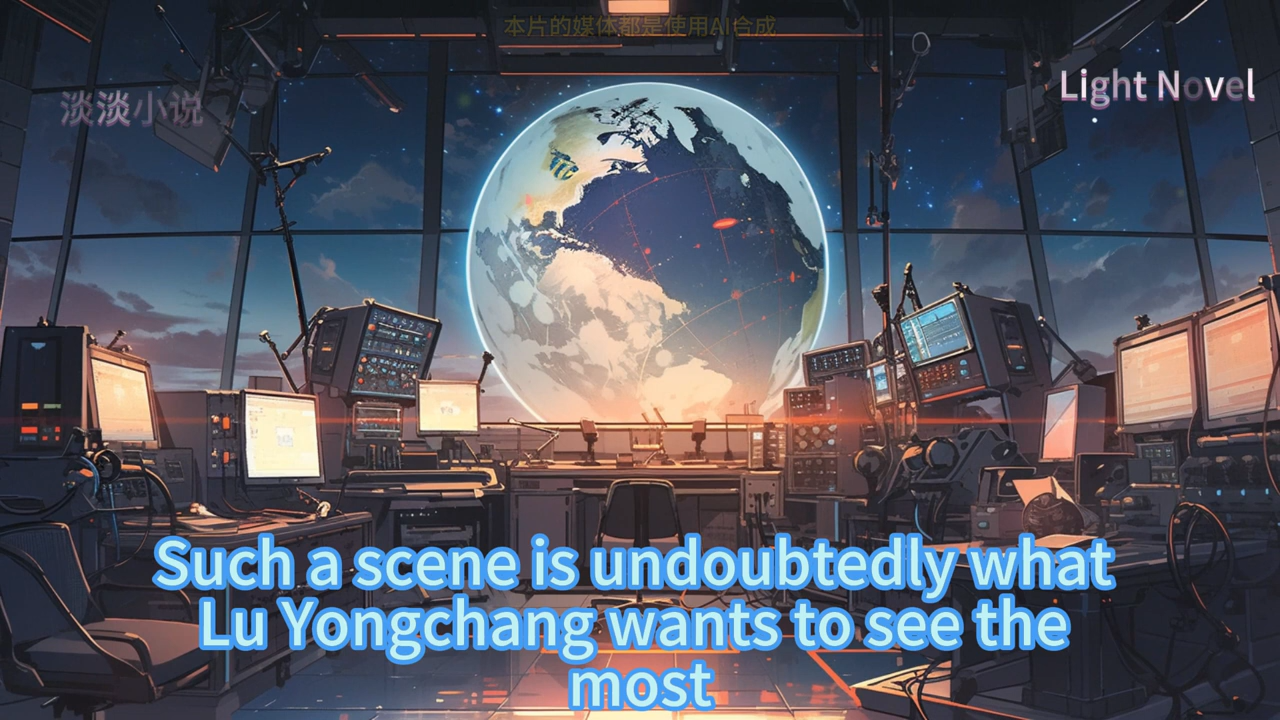 本片的媒体都是使用AI合成
Light Novel
淡淡小说
Such a scene is undoubtedly what
Lu Yongchang wants to see the
most